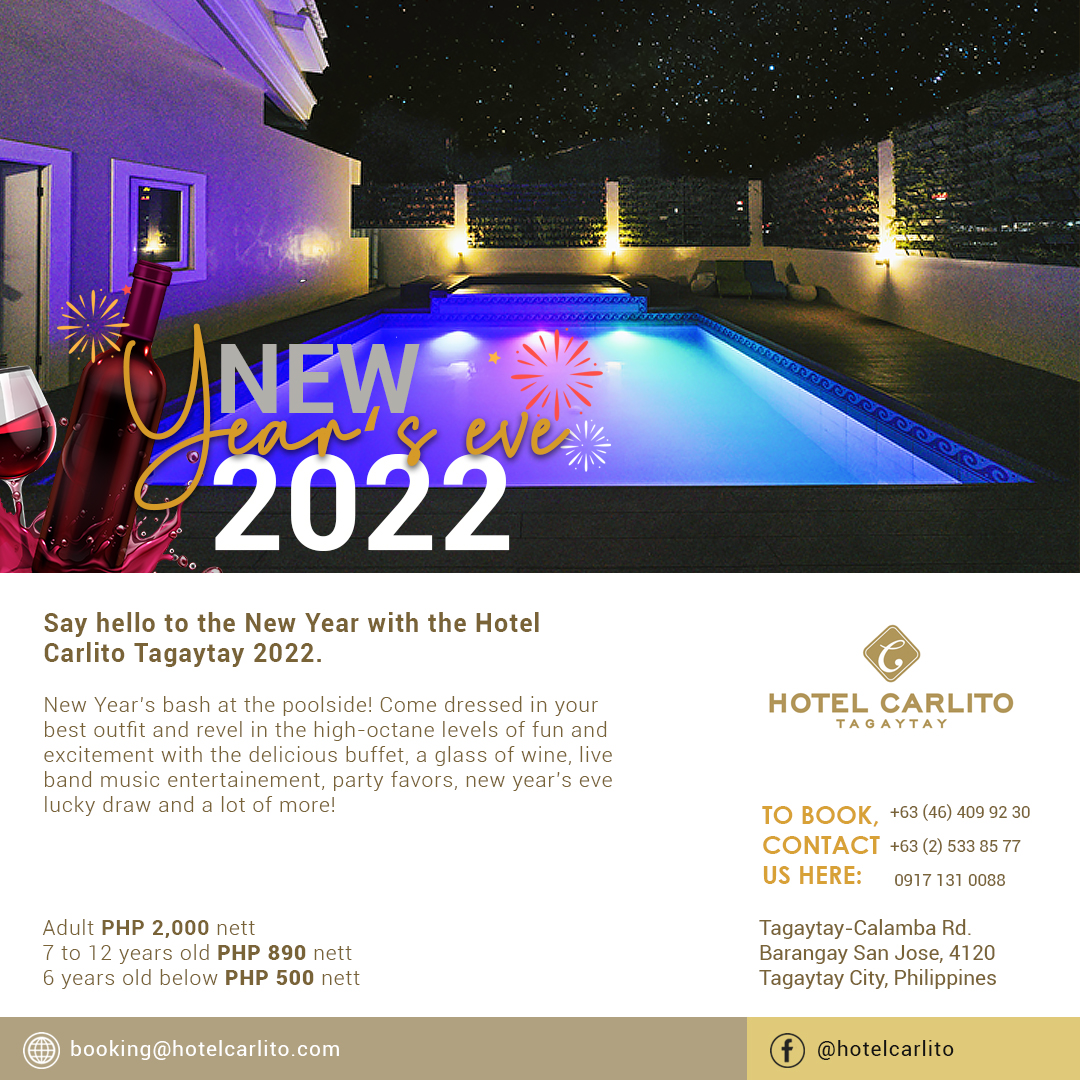 NEW
Year's eve
2022
Say hello to the New Year with the Hotel
Carlito Tagaytay 2022.
New Year's bash at the poolside! Come dressed in your
best outfit and revel in the high-octane levels of fun and
excitement with the delicious buffet, a glass of wine, live
band music entertainement, party favors, new year's eve
lucky draw and a lot of more!
Adult PHP 2,000 nett
7 to 12 years old PHP 890 nett
6 years old below PHP 500 nett
C
HOTEL CARLITO
TAGAYTAY
TO BOOK,
CONTACT
US HERE:
+63 (46) 409 92 30
+63 (2) 533 85 77
0917 131 0088
Tagaytay-Calamba Rd.
Barangay San Jose, 4120
Tagaytay City, Philippines
booking@hotelcarlito.com
f @hotelcarlito